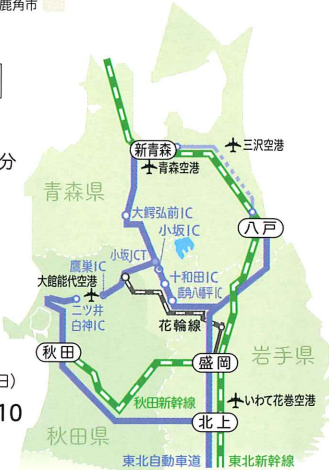 鹿角市
分
新青森
三沢空港
青森空港
青森県
大鰐弘前IC
小坂IC
八戸
小坂JCT
鷹巣IC
十和田IC
大館能代空港
鹿角八幡平IC
二ツ井
白神IC
花輪線
秋田
盛岡
岩手県
日)
10
秋田新幹線
いわて花巻空港
北上
秋田県
東北自動車道
東北新幹線